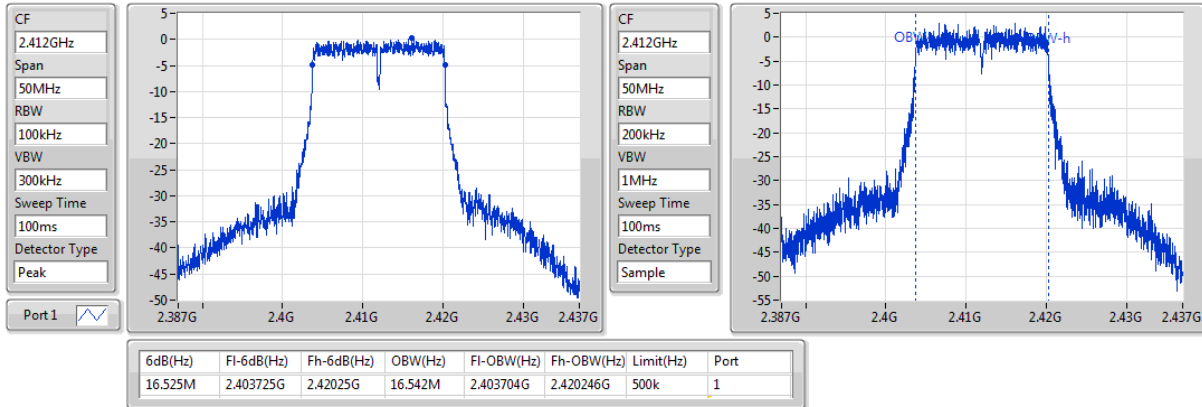 CF
2.412GHz
Span
50MHz
RBW
100kHz
VBW
300kHz
Sweep Time
100ms
Detector Type
Peak
Port 1
5
0
-5
-10
-15
-20
-25
-30
-35
-40
-45
-50
2.387G 2.4G 2.41G 2.42G 2.43G 2.437G
CF
2.412GHz
Span
50MHz
RBW
200kHz
VBW
1MHz
Sweep Time
100ms
Detector Type
Sample
5
0
-5
-10
-15
-20
-25
-30
-35
-40
-45
-50
-55
2.387G 2.4G 2.41G 2.42G 2.43G 2.437G
6dB(Hz) Fl-6dB(Hz) Fh-6dB(Hz) OBW(Hz) Fl-OBW(Hz) Fh-OBW(Hz) Limit(Hz) Port
16.525M 2.403725G 2.42025G 16.542M 2.403704G 2.420246G 500k 1